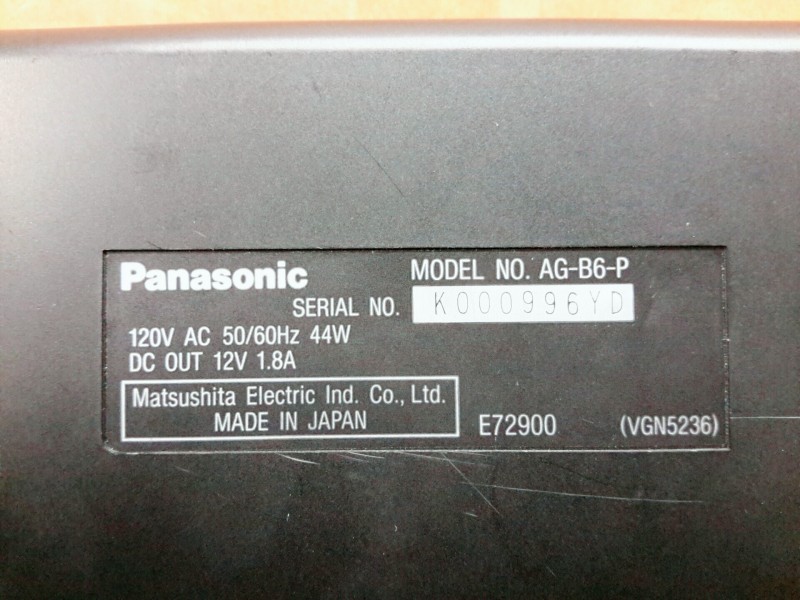 Panasonic MODEL NO. AG-B6-P
SERIAL NO. K000996YD
120V AC 50/60Hz 44W
DC OUT 12V 1.8A
Matsushita Electric Ind. Co., Ltd.
MADE IN JAPAN
E72900 (VGN5236)